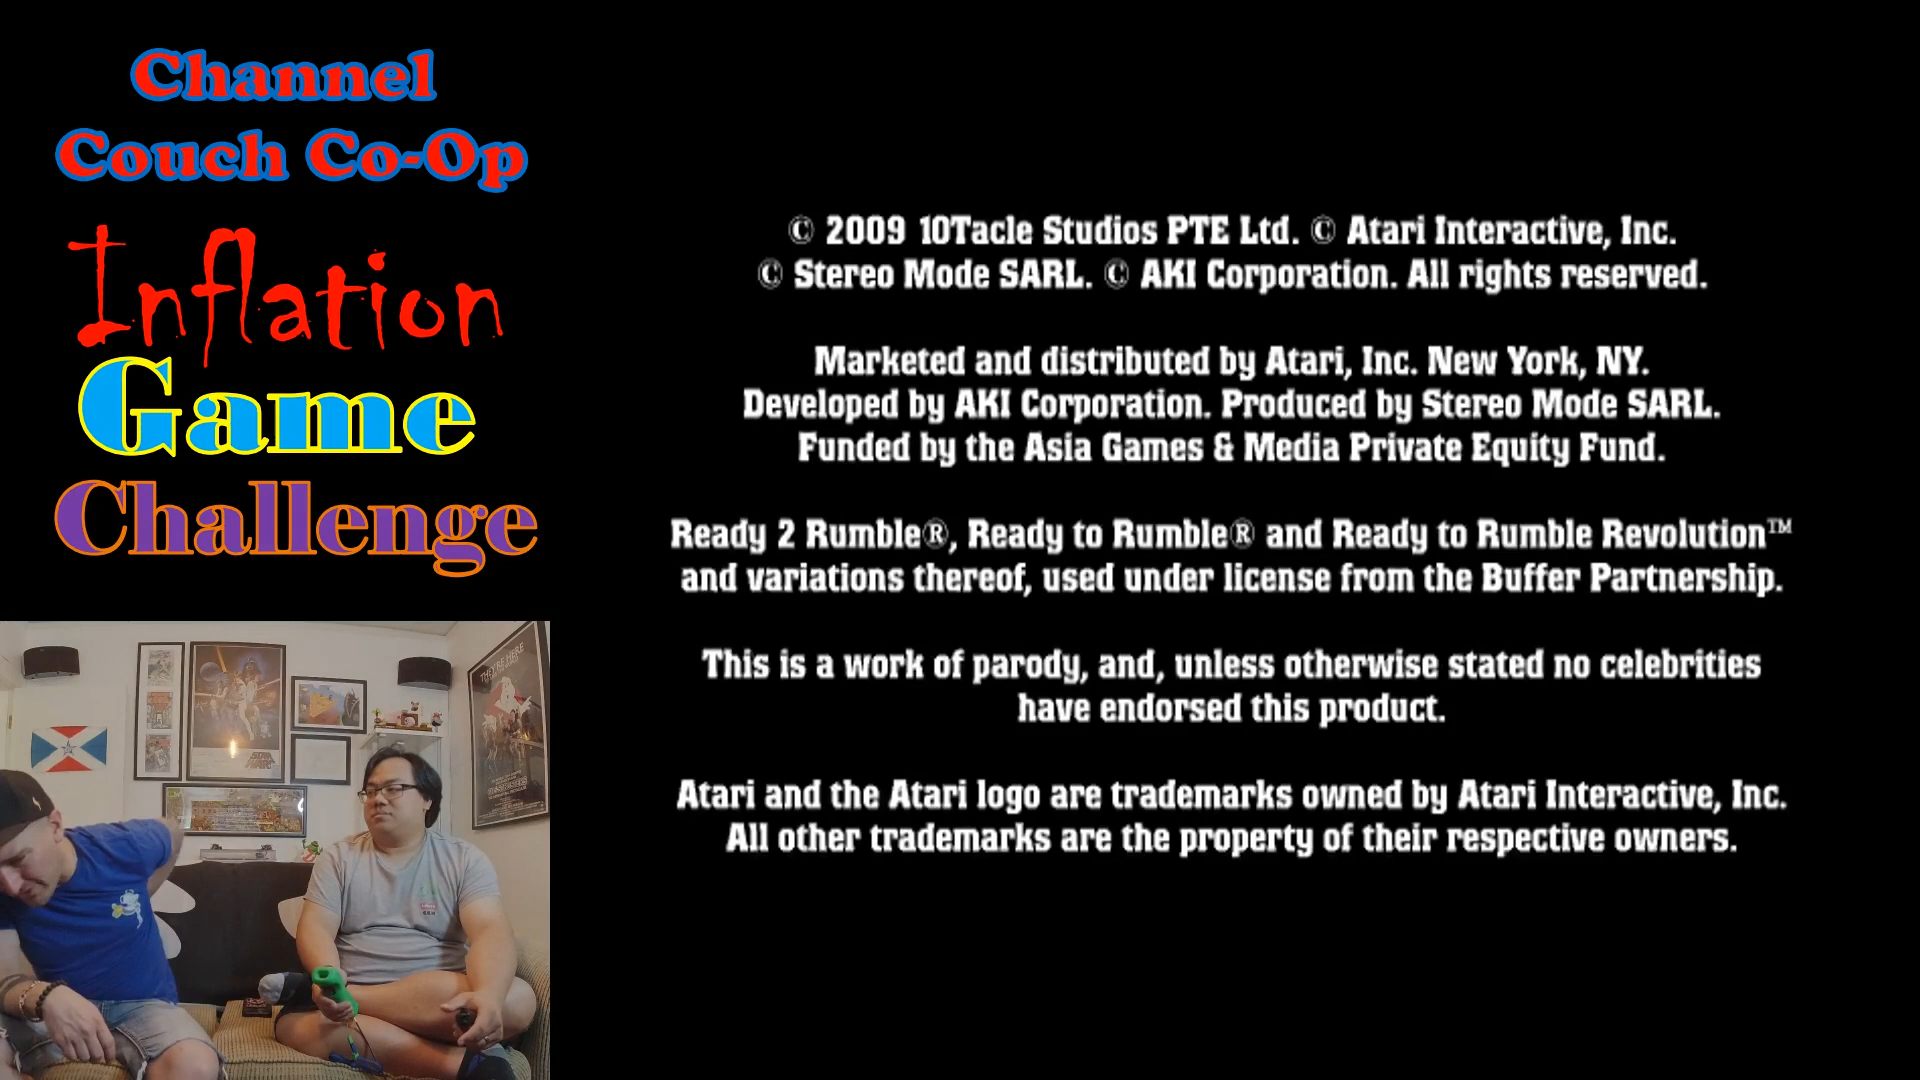 Channel
Couch Co-Op
Inflation
Game
Challenge
© 2009 10Tacle Studios PTE Ltd. © Atari Interactive, Inc.
© Stereo Mode SARL. © AKI Corporation. All rights reserved.
Marketed and distributed by Atari, Inc. New York, NY.
Developed by AKI Corporation. Produced by Stereo Mode SARL.
Funded by the Asia Games & Media Private Equity Fund.
Ready 2 Rumble®, Ready to Rumble® and Ready to Rumble Revolution™
and variations thereof, used under license from the Buffer Partnership.
This is a work of parody, and, unless otherwise stated no celebrities
have endorsed this product.
Atari and the Atari logo are trademarks owned by Atari Interactive, Inc.
All other trademarks are the property of their respective owners.
THEY'RE HERE
STAR
WARS